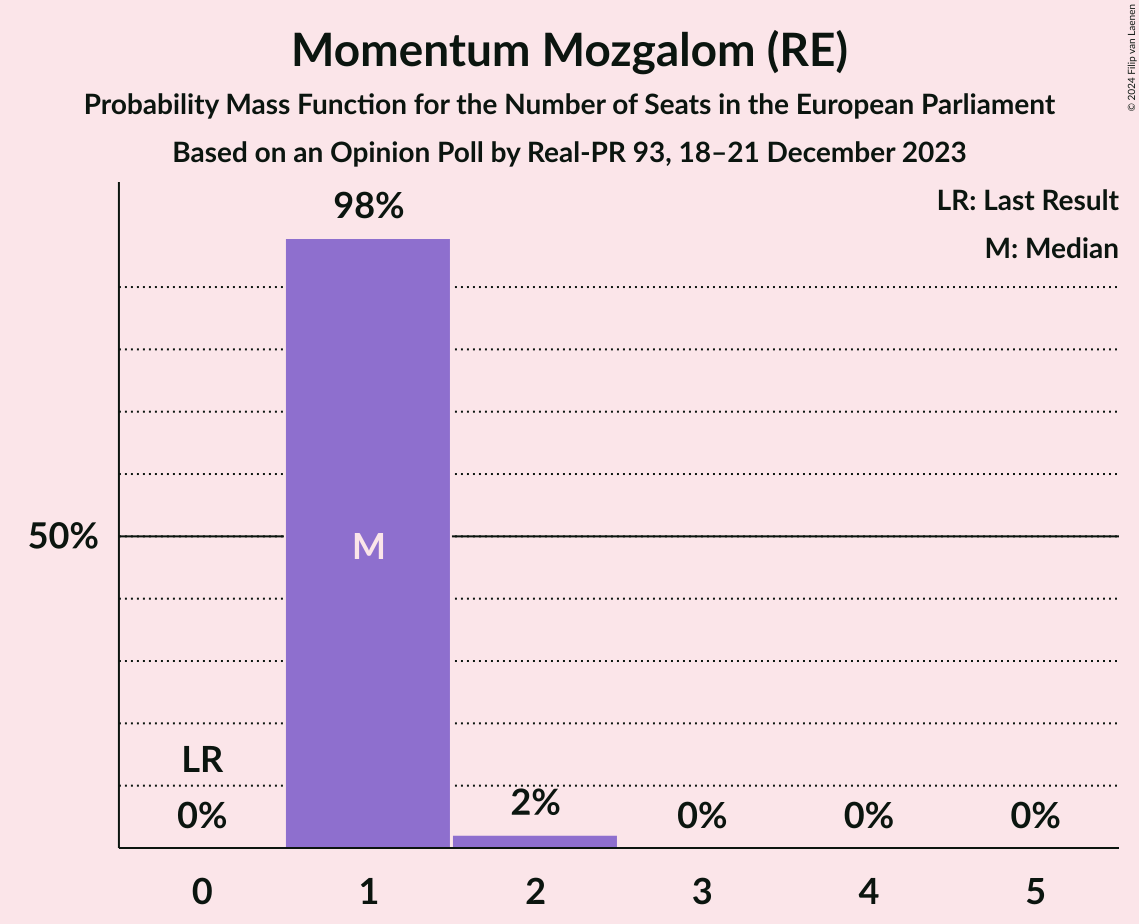 Momentum Mozgalom (RE)
Probability Mass Function for the Number of Seats in the European Parliament
Based on an Opinion Poll by Real-PR 93, 18–21 December 2023
© 2024 Filip van Laenen
LR: Last Result
M: Median
98%
50%
M
LR
0%
2%
0%
0%
0%
0 1 2 3 4 5